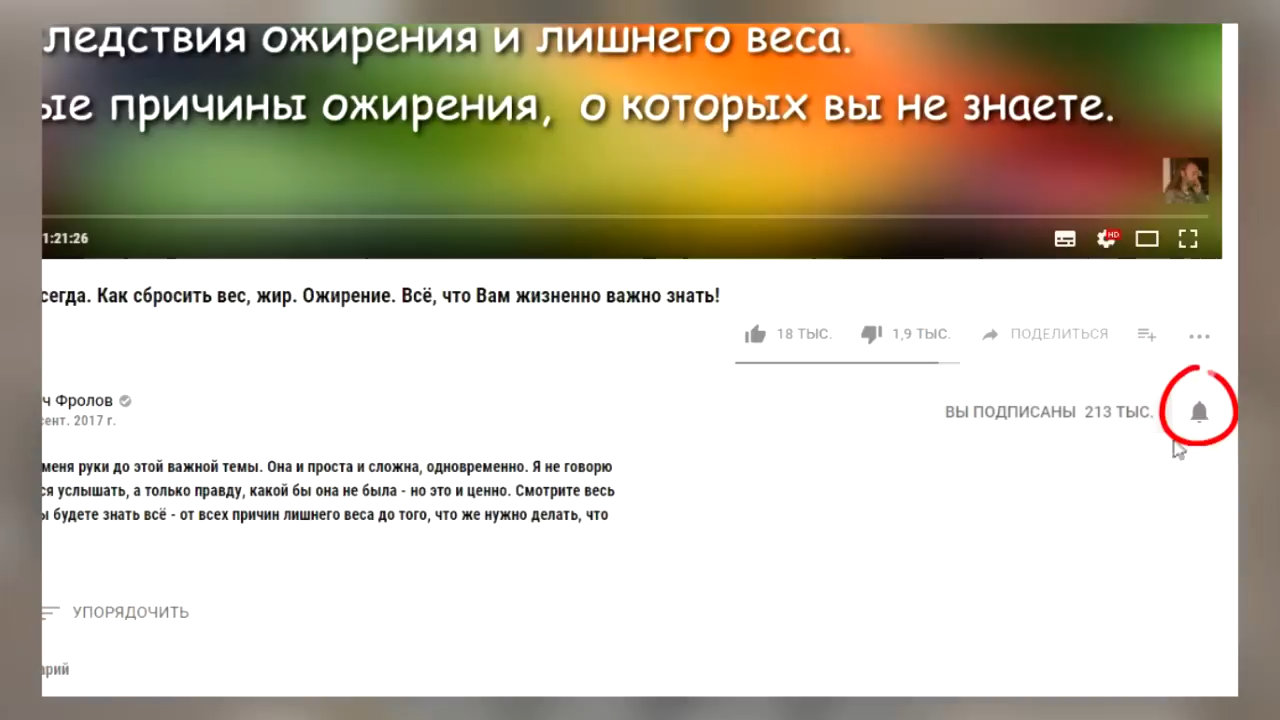 ледствия ожирения и лишнего веса.
ые причины ожирения, о которых вы не знаете.
1:21:26
HD
сегда. Как сбросить вес, жир. Ожирение. Всё, что Вам жизненно важно знать!
18 ТЫС. 1,9 ТЫС. ПОДЕЛИТЬСЯ
ч Фролов
сент. 2017 г.
ВЫ ПОДПИСАНЫ 213 ТЫС.
меня руки до этой важной темы. Она и проста и сложна, одновременно. Я не говорю
ся услышать, а только правду, какой бы она не была - но это и ценно. Смотрите весь
ы будете знать всё - от всех причин лишнего веса до того, что же нужно делать, что
УПОРЯДОЧИТЬ
арий